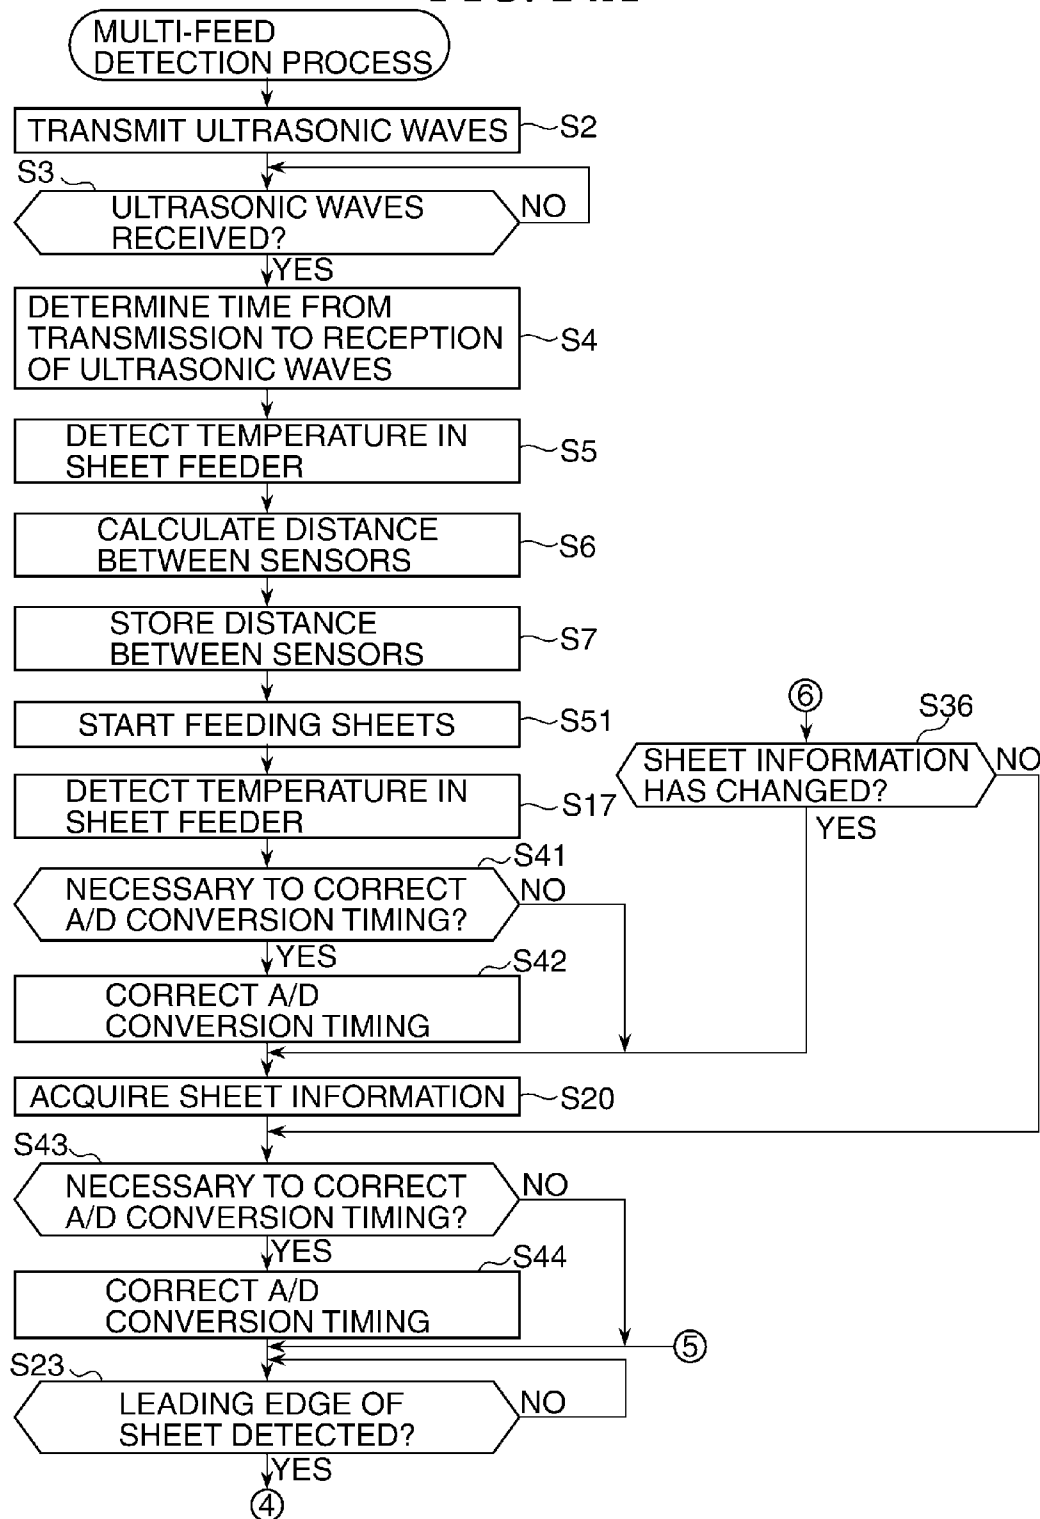 MULTI-FEED
DETECTION PROCESS
TRANSMIT ULTRASONIC WAVES
S2
S3
ULTRASONIC WAVES
RECEIVED?
NO
YES
DETERMINE TIME FROM
TRANSMISSION TO RECEPTION
OF ULTRASONIC WAVES
S4
DETECT TEMPERATURE IN
SHEET FEEDER
S5
CALCULATE DISTANCE
BETWEEN SENSORS
S6
STORE DISTANCE
BETWEEN SENSORS
S7
START FEEDING SHEETS
S51
⑥
S36
SHEET INFORMATION
HAS CHANGED?
NO
YES
DETECT TEMPERATURE IN
SHEET FEEDER
S17
S41
NECESSARY TO CORRECT
A/D CONVERSION TIMING?
NO
YES
S42
CORRECT A/D
CONVERSION TIMING
ACQUIRE SHEET INFORMATION
S20
S43
NECESSARY TO CORRECT
A/D CONVERSION TIMING?
NO
YES
S44
CORRECT A/D
CONVERSION TIMING
⑤
S23
LEADING EDGE OF
SHEET DETECTED?
NO
YES
④